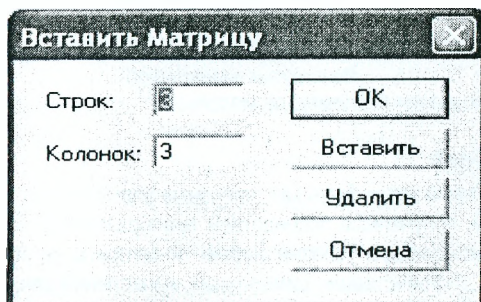 Вставить Матрицу
Строк:
OK
Колонок: 3
Вставить
Удалить
Отмена